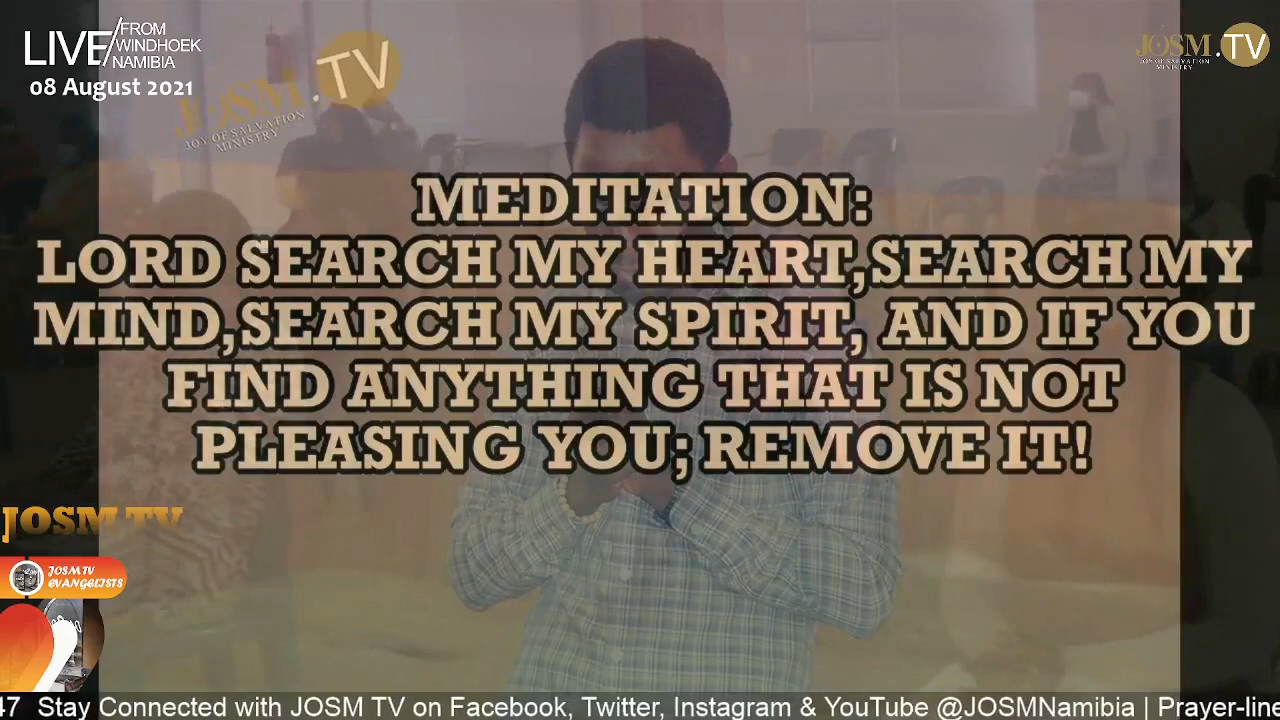 LIVE/FROM
WINDHOEK
NAMIBIA
08 August 2021
JOSM.TV
JOY OF SALVATION
MINISTRY
JOSM.TV
JOY OF SALVATION
MINISTRY
MEDITATION:
LORD SEARCH MY HEART,SEARCH MY
MIND,SEARCH MY SPIRIT, AND IF YOU
FIND ANYTHING THAT IS NOT
PLEASING YOU; REMOVE IT!
JOSM TV
JOSM TV
EVANGELISTS
47 Stay Connected with JOSM TV on Facebook, Twitter, Instagram & YouTube @JOSMNamibia | Prayer-line